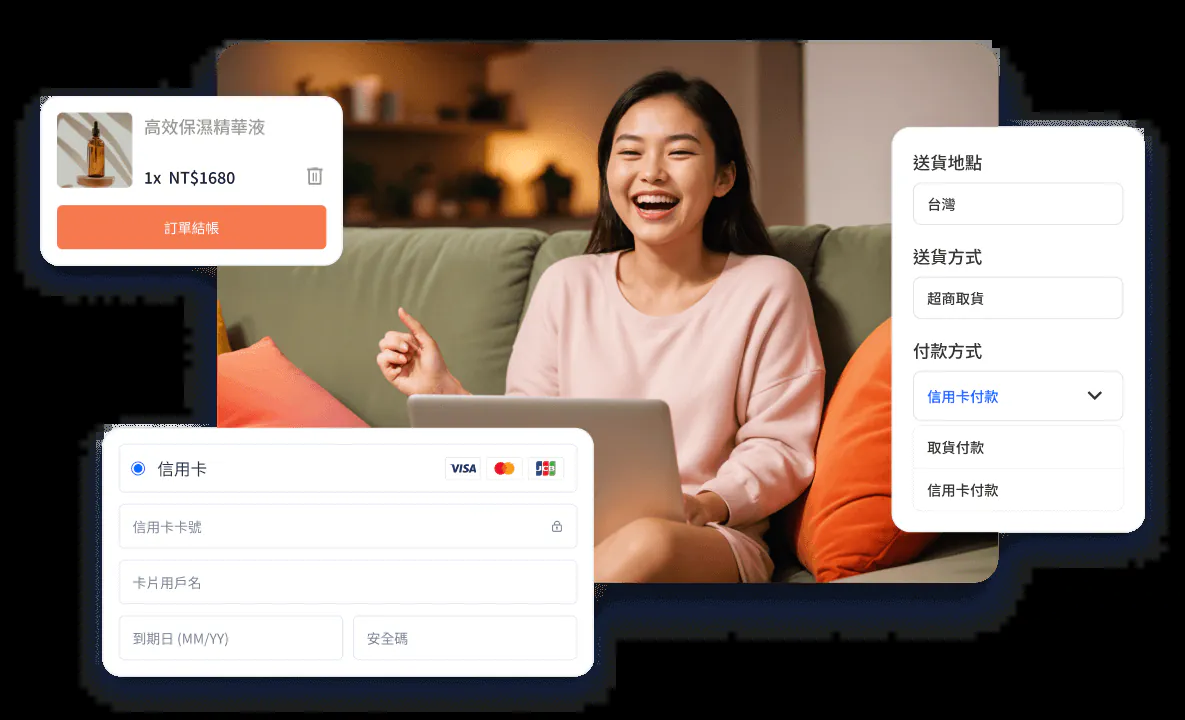 高效保濕精華液
1x NT$1680
訂單結帳
送貨地點
台灣
送貨方式
超商取貨
付款方式
信用卡付款
取貨付款
信用卡付款
信用卡
VISA
JCB
信用卡卡號
卡片用戶名
到期日 (MM/YY)
安全碼